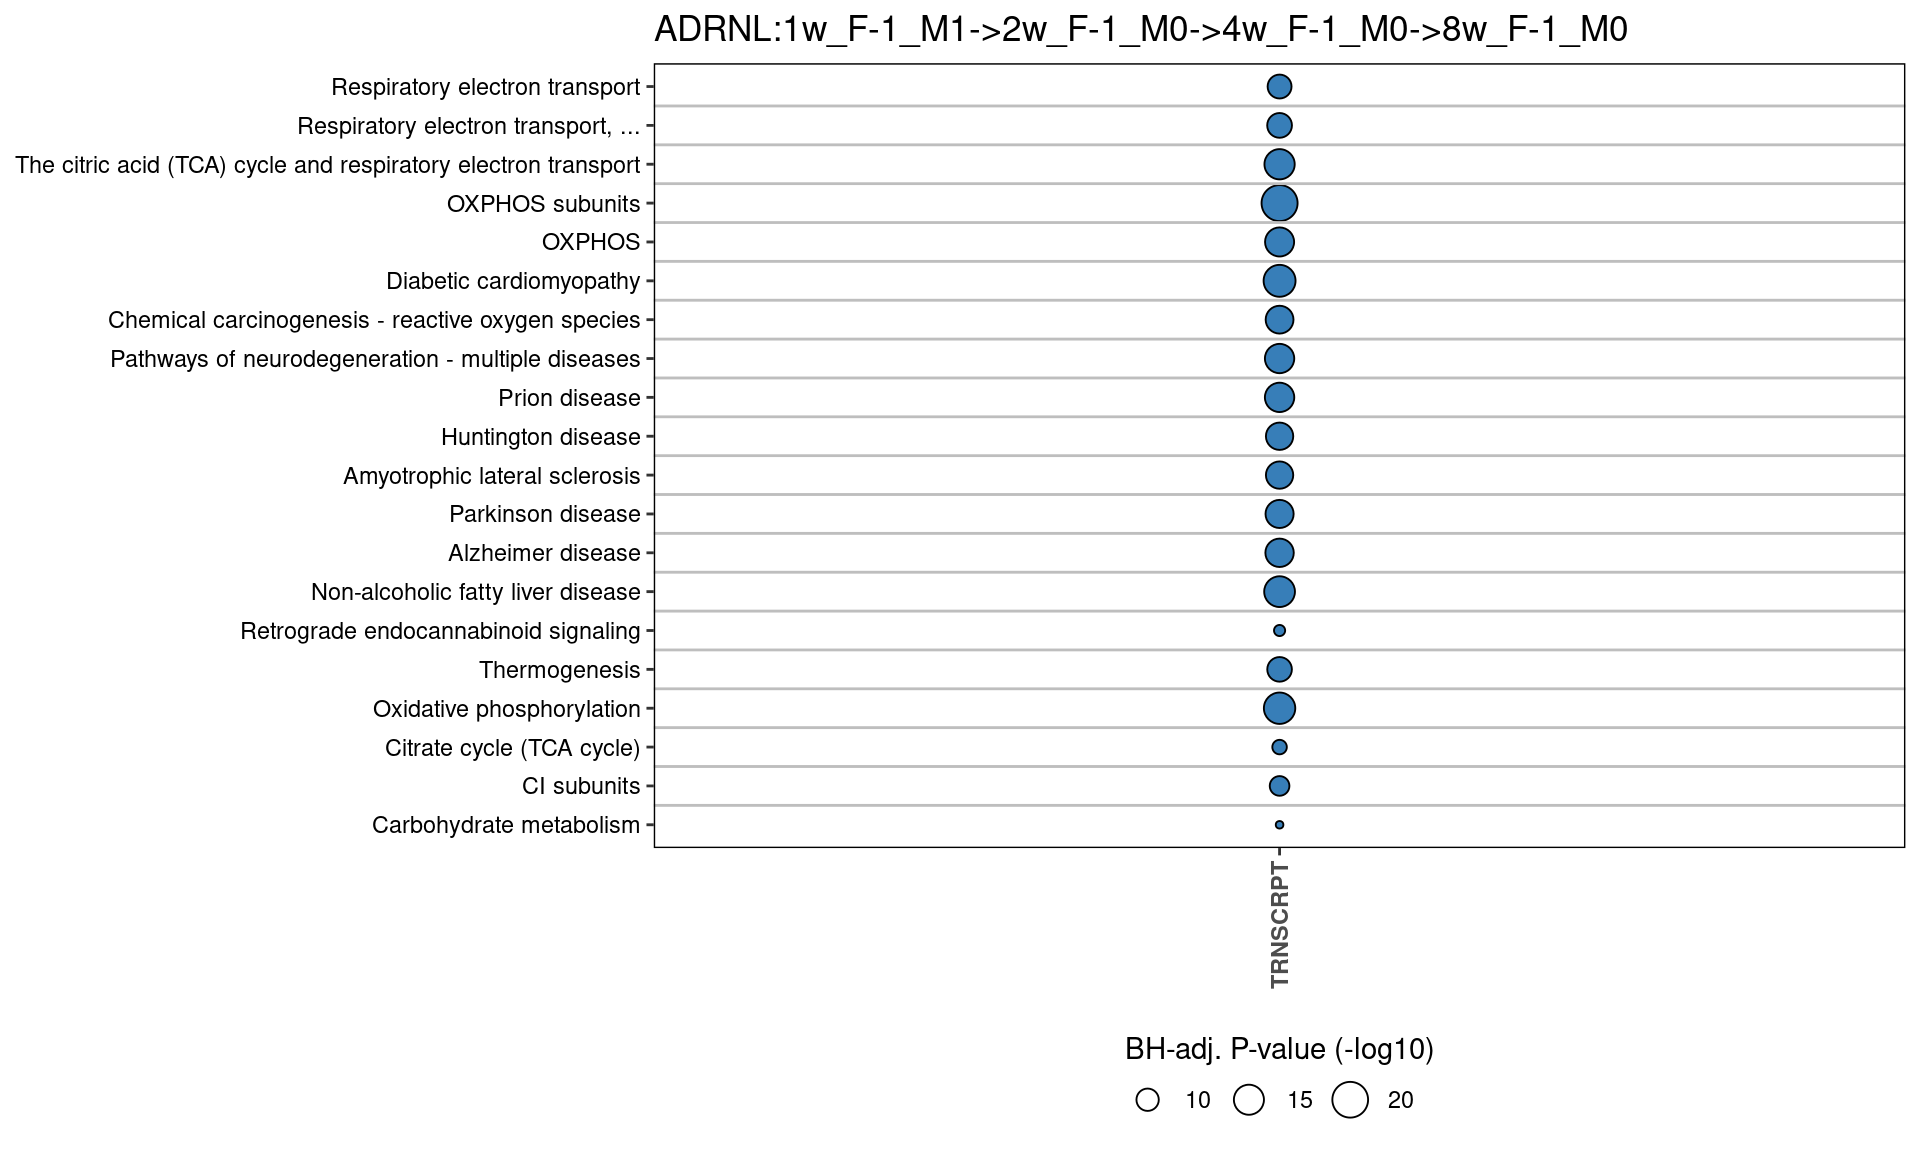 ADRNL:1w_F-1_M1->2w_F-1_M0->4w_F-1_M0->8w_F-1_M0
Respiratory electron transport
Respiratory electron transport, ...
The citric acid (TCA) cycle and respiratory electron transport
OXPHOS subunits
OXPHOS
Diabetic cardiomyopathy
Chemical carcinogenesis - reactive oxygen species
Pathways of neurodegeneration - multiple diseases
Prion disease
Huntington disease
Amyotrophic lateral sclerosis
Parkinson disease
Alzheimer disease
Non-alcoholic fatty liver disease
Retrograde endocannabinoid signaling
Thermogenesis
Oxidative phosphorylation
Citrate cycle (TCA cycle)
CI subunits
Carbohydrate metabolism
TRNSCRPT
BH-adj. P-value (-log10)
10 15 20